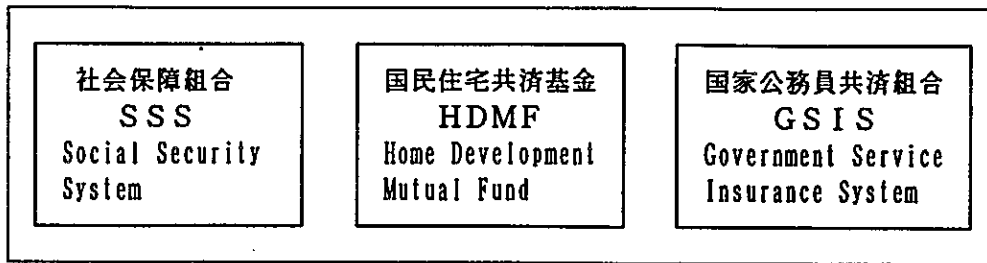 社会保障組合
SSS
Social Security
System
国民住宅共済基金
HDMF
Home Development
Mutual Fund
国家公務員共済組合
GSIS
Government Service
Insurance System